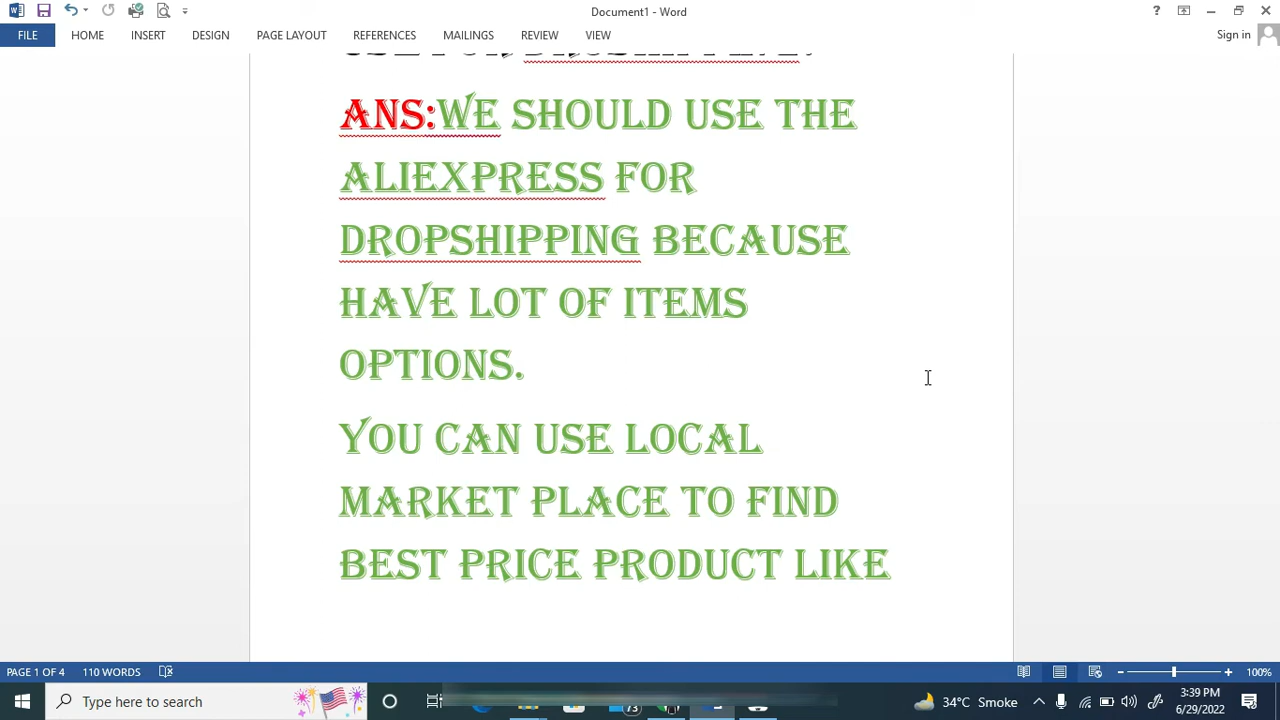 Document1 - Word
?
FILE HOME INSERT DESIGN PAGE LAYOUT REFERENCES MAILINGS REVIEW VIEW Sign in
ANS:WE SHOULD USE THE
ALIEXPRESS FOR
DROPSHIPPING BECAUSE
HAVE LOT OF ITEMS
OPTIONS.
YOU CAN USE LOCAL
MARKET PLACE TO FIND
BEST PRICE PRODUCT LIKE
PAGE 1 OF 4 110 WORDS 100%
Type here to search 73 34°C Smoke 3:39 PM
6/29/2022